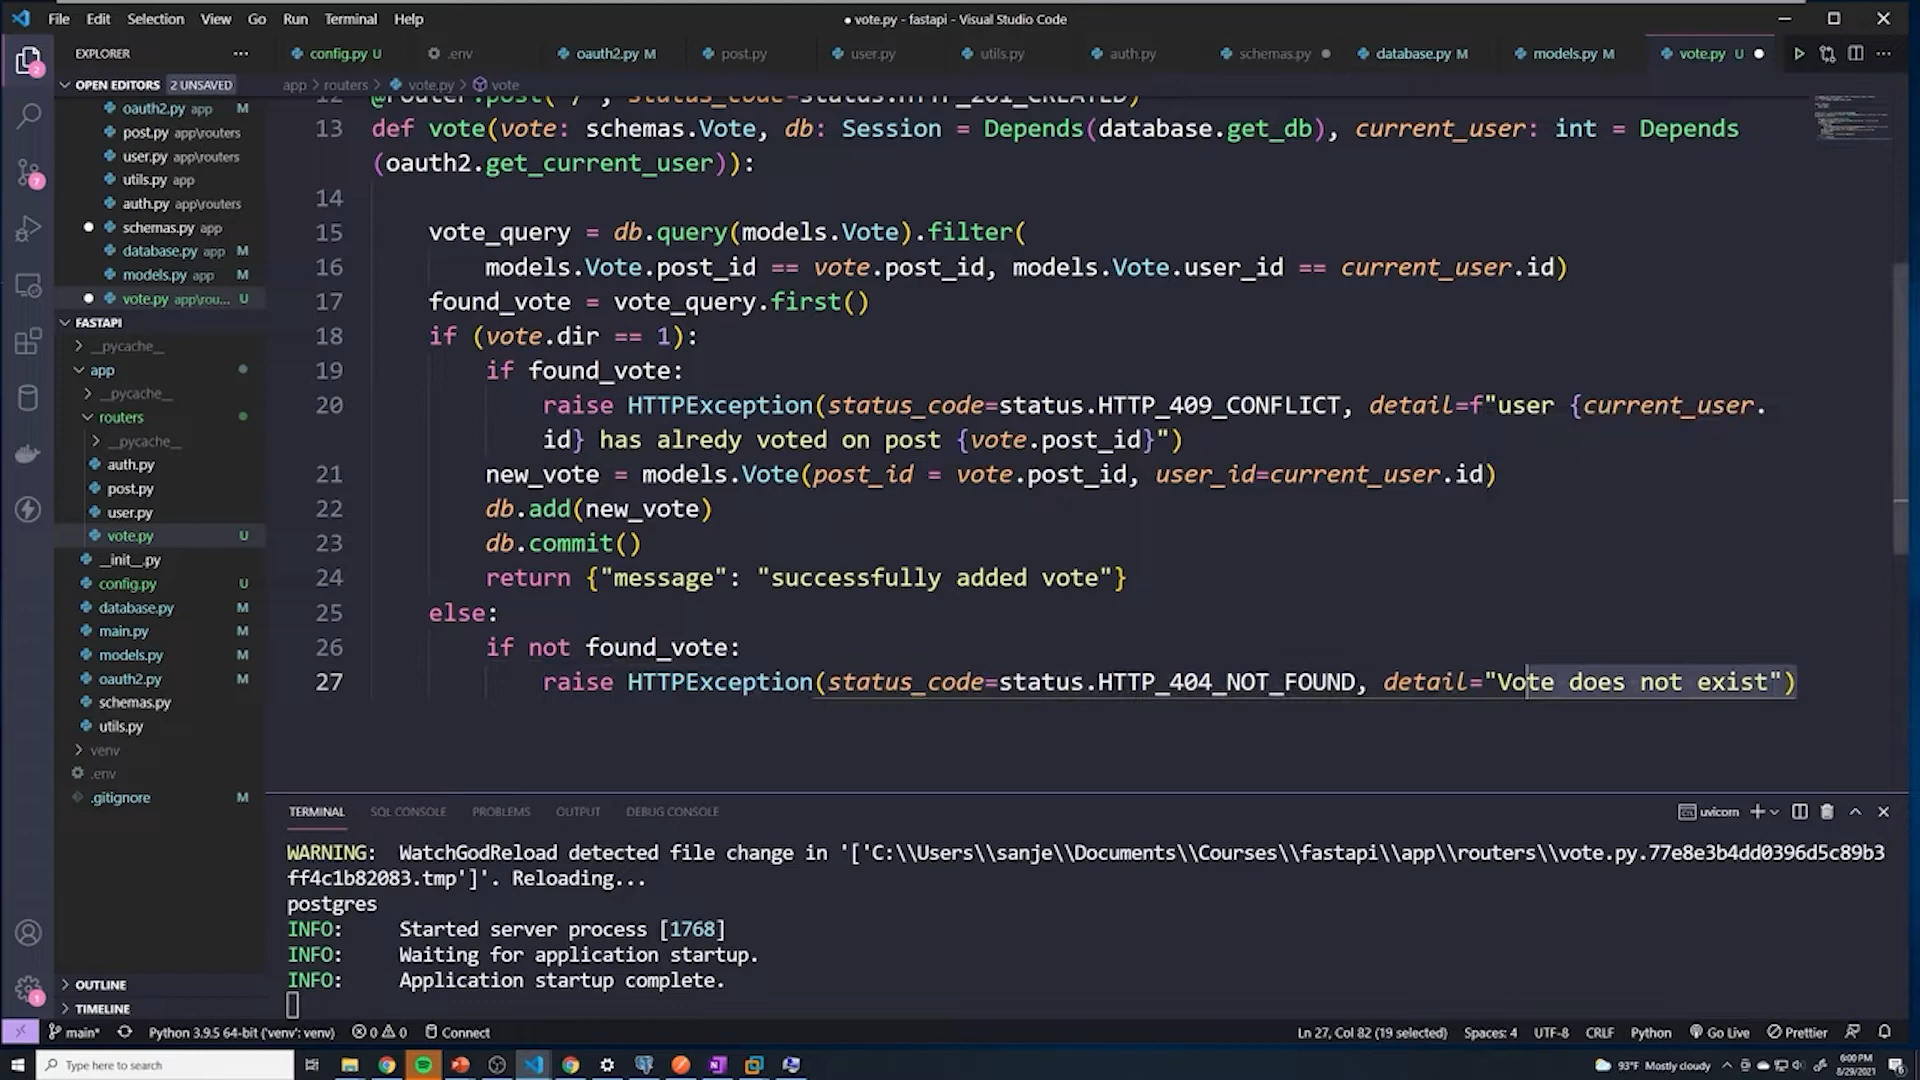 File Edit Selection View Go Run Terminal Help
● vote.py - fastapi - Visual Studio Code
EXPLORER
config.py U
.env
oauth2.py M
post.py
user.py
utils.py
auth.py
schemas.py
database.py M
models.py M
vote.py U
OPEN EDITORS 2 UNSAVED
app > routers > vote.py > vote
oauth2.py app M
post.py app\routers
user.py app\routers
utils.py app
auth.py app\routers
schemas.py app
database.py app M
models.py app M
vote.py app\rou... U
FASTAPI
__pycache__
app
__pycache__
routers
__pycache__
auth.py
post.py
user.py
vote.py U
__init__.py
config.py U
database.py M
main.py M
models.py M
oauth2.py M
schemas.py
utils.py
venv
.env
.gitignore M
OUTLINE
TIMELINE
12 @router.post("/", status_code=status.HTTP_201_CREATED)
13 def vote(vote: schemas.Vote, db: Session = Depends(database.get_db), current_user: int = Depends
(oauth2.get_current_user)):
14
15 vote_query = db.query(models.Vote).filter(
16 models.Vote.post_id == vote.post_id, models.Vote.user_id == current_user.id)
17 found_vote = vote_query.first()
18 if (vote.dir == 1):
19 if found_vote:
20 raise HTTPException(status_code=status.HTTP_409_CONFLICT, detail=f"user {current_user.
id} has alredy voted on post {vote.post_id}")
21 new_vote = models.Vote(post_id = vote.post_id, user_id=current_user.id)
22 db.add(new_vote)
23 db.commit()
24 return {"message": "successfully added vote"}
25 else:
26 if not found_vote:
27 raise HTTPException(status_code=status.HTTP_404_NOT_FOUND, detail="Vote does not exist")
TERMINAL SQL CONSOLE PROBLEMS OUTPUT DEBUG CONSOLE
uvicorn
WARNING: WatchGodReload detected file change in '['C:\\Users\\sanje\\Documents\\Courses\\fastapi\\app\\routers\\vote.py.77e8e3b4dd0396d5c89b3
ff4c1b82083.tmp']'. Reloading...
postgres
INFO: Started server process [1768]
INFO: Waiting for application startup.
INFO: Application startup complete.
main* Python 3.9.5 64-bit ('venv': venv) 0 0 Connect
Ln 27, Col 82 (19 selected) Spaces: 4 UTF-8 CRLF Python Go Live Prettier
Type here to search
93°F Mostly cloudy
6:00 PM
8/29/2021